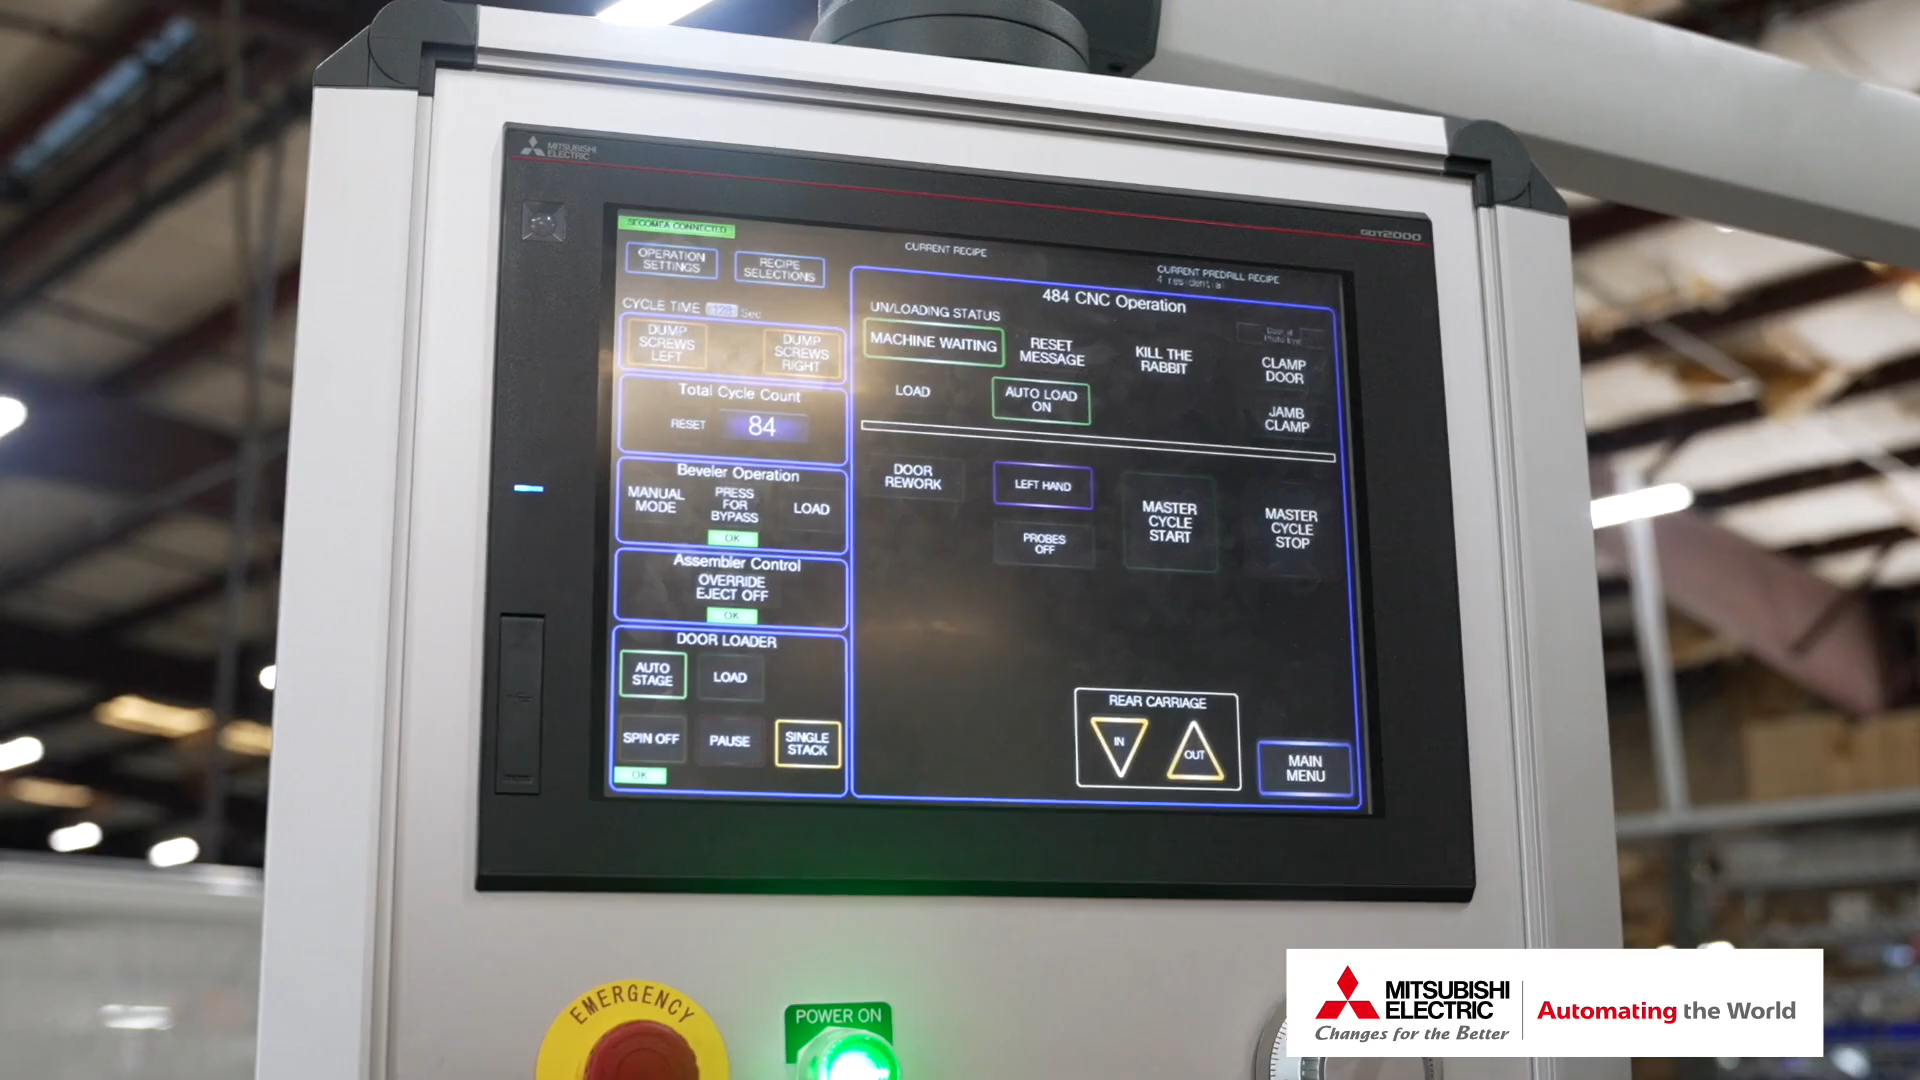 MITSUBISHI
ELECTRIC
GOT2000
SECOMEA CONNECTED
OPERATION
SETTINGS
RECIPE
SELECTIONS
CURRENT RECIPE
CURRENT PREDRILL RECIPE
4 residential
CYCLE TIME 128 Sec
DUMP
SCREWS
LEFT
DUMP
SCREWS
RIGHT
Total Cycle Count
RESET 84
Beveler Operation
MANUAL
MODE
PRESS
FOR
BYPASS
LOAD
OK
Assembler Control
OVERRIDE
EJECT OFF
OK
DOOR LOADER
AUTO
STAGE
LOAD
SPIN OFF
PAUSE
SINGLE
STACK
OK
484 CNC Operation
UN/LOADING STATUS
MACHINE WAITING
RESET
MESSAGE
KILL THE
RABBIT
CLAMP
DOOR
LOAD
AUTO LOAD
ON
JAMB
CLAMP
DOOR
REWORK
LEFT HAND
PROBES
OFF
MASTER
CYCLE
START
MASTER
CYCLE
STOP
REAR CARRIAGE
IN
OUT
MAIN
MENU
EMERGENCY
POWER ON
MITSUBISHI
ELECTRIC
Changes for the Better
Automating the World